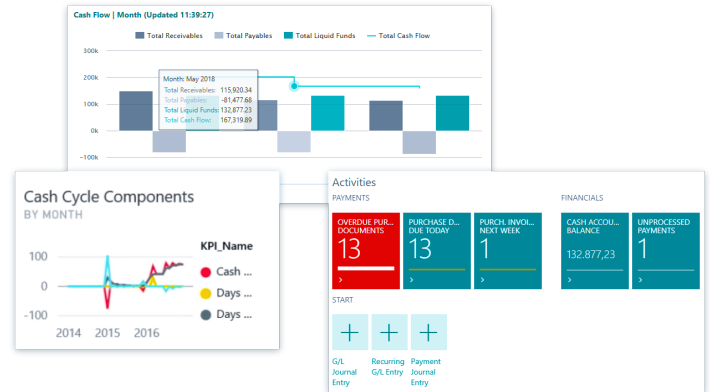 Cash Flow | Month (Updated 11:39:27)
Total Receivables Total Payables Total Liquid Funds Total Cash Flow
300k
200k
100k
0k
-100k
Month: May 2018
Total Receivables: 115,920.34
Total Payables: -81,477.68
Total Liquid Funds: 132,877.23
Total Cash Flow: 167,319.89
Cash Cycle Components
BY MONTH
100
0
-100
2014 2015 2016
KPI_Name
Cash ...
Days ...
Days ...
Activities
PAYMENTS
OVERDUE PUR...
DOCUMENTS
13
PURCHASE D...
DUE TODAY
13
PURCH. INVOI...
NEXT WEEK
1
FINANCIALS
CASH ACCOU...
BALANCE
132.877,23
UNPROCESSED
PAYMENTS
1
START
G/L
Journal
Entry
Recurring
G/L Entry
Payment
Journal
Entry